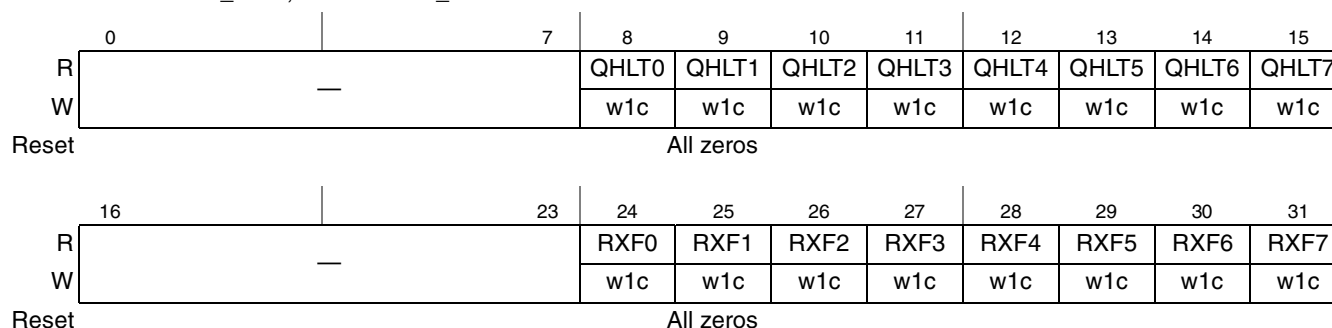 0 7 8 9 10 11 12 13 14 15
R — QHLT0 QHLT1 QHLT2 QHLT3 QHLT4 QHLT5 QHLT6 QHLT7
W w1c w1c w1c w1c w1c w1c w1c w1c
Reset All zeros
16 23 24 25 26 27 28 29 30 31
R — RXF0 RXF1 RXF2 RXF3 RXF4 RXF5 RXF6 RXF7
W w1c w1c w1c w1c w1c w1c w1c w1c
Reset All zeros